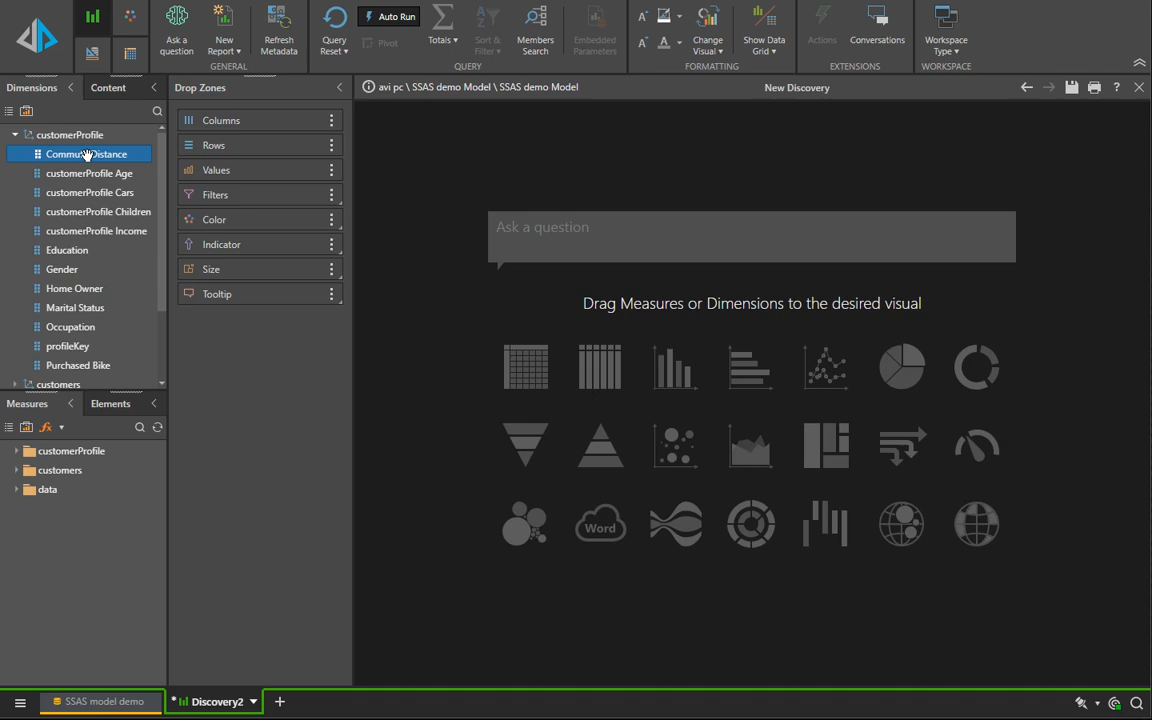 Ask a question
New Report
Refresh Metadata
GENERAL
Query Reset
Auto Run
Pivot
Totals
Sort & Filter
Members Search
Embedded Parameters
QUERY
A
A
A
Change Visual
Show Data Grid
FORMATTING
Actions
Conversations
EXTENSIONS
Workspace Type
WORKSPACE
Dimensions
Content
Drop Zones
avi pc \ SSAS demo Model \ SSAS demo Model
New Discovery
?
customerProfile
customerProfile Age
customerProfile Cars
customerProfile Children
customerProfile Income
Education
Gender
Home Owner
Marital Status
Occupation
profileKey
Purchased Bike
customers
Columns
Rows
Values
Filters
Color
Indicator
Size
Tooltip
Ask a question
Drag Measures or Dimensions to the desired visual
Word
Measures
Elements
fx
customerProfile
customers
data
SSAS model demo
* Discovery2
+